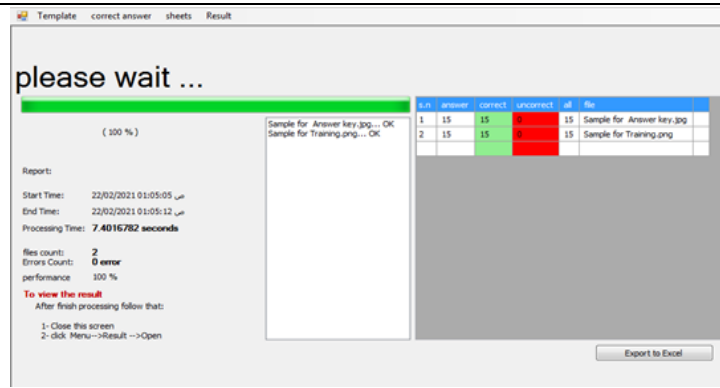 Template correct answer sheets Result
please wait ...
( 100 % )
Sample for Answer key.jpg... OK
Sample for Training.png... OK
Report:
Start Time: 22/02/2021 01:05:05 ص
End Time: 22/02/2021 01:05:12 ص
Processing Time: 7.4016782 seconds
files count: 2
Errors Count: 0 error
performance 100 %
To view the result
After finish processing follow that:
1- Close this screen
2- click Menu-->Result -->Open
s.n answer correct uncorrect all file
1 15 15 0 15 Sample for Answer key.jpg
2 15 15 0 15 Sample for Training.png
Export to Excel